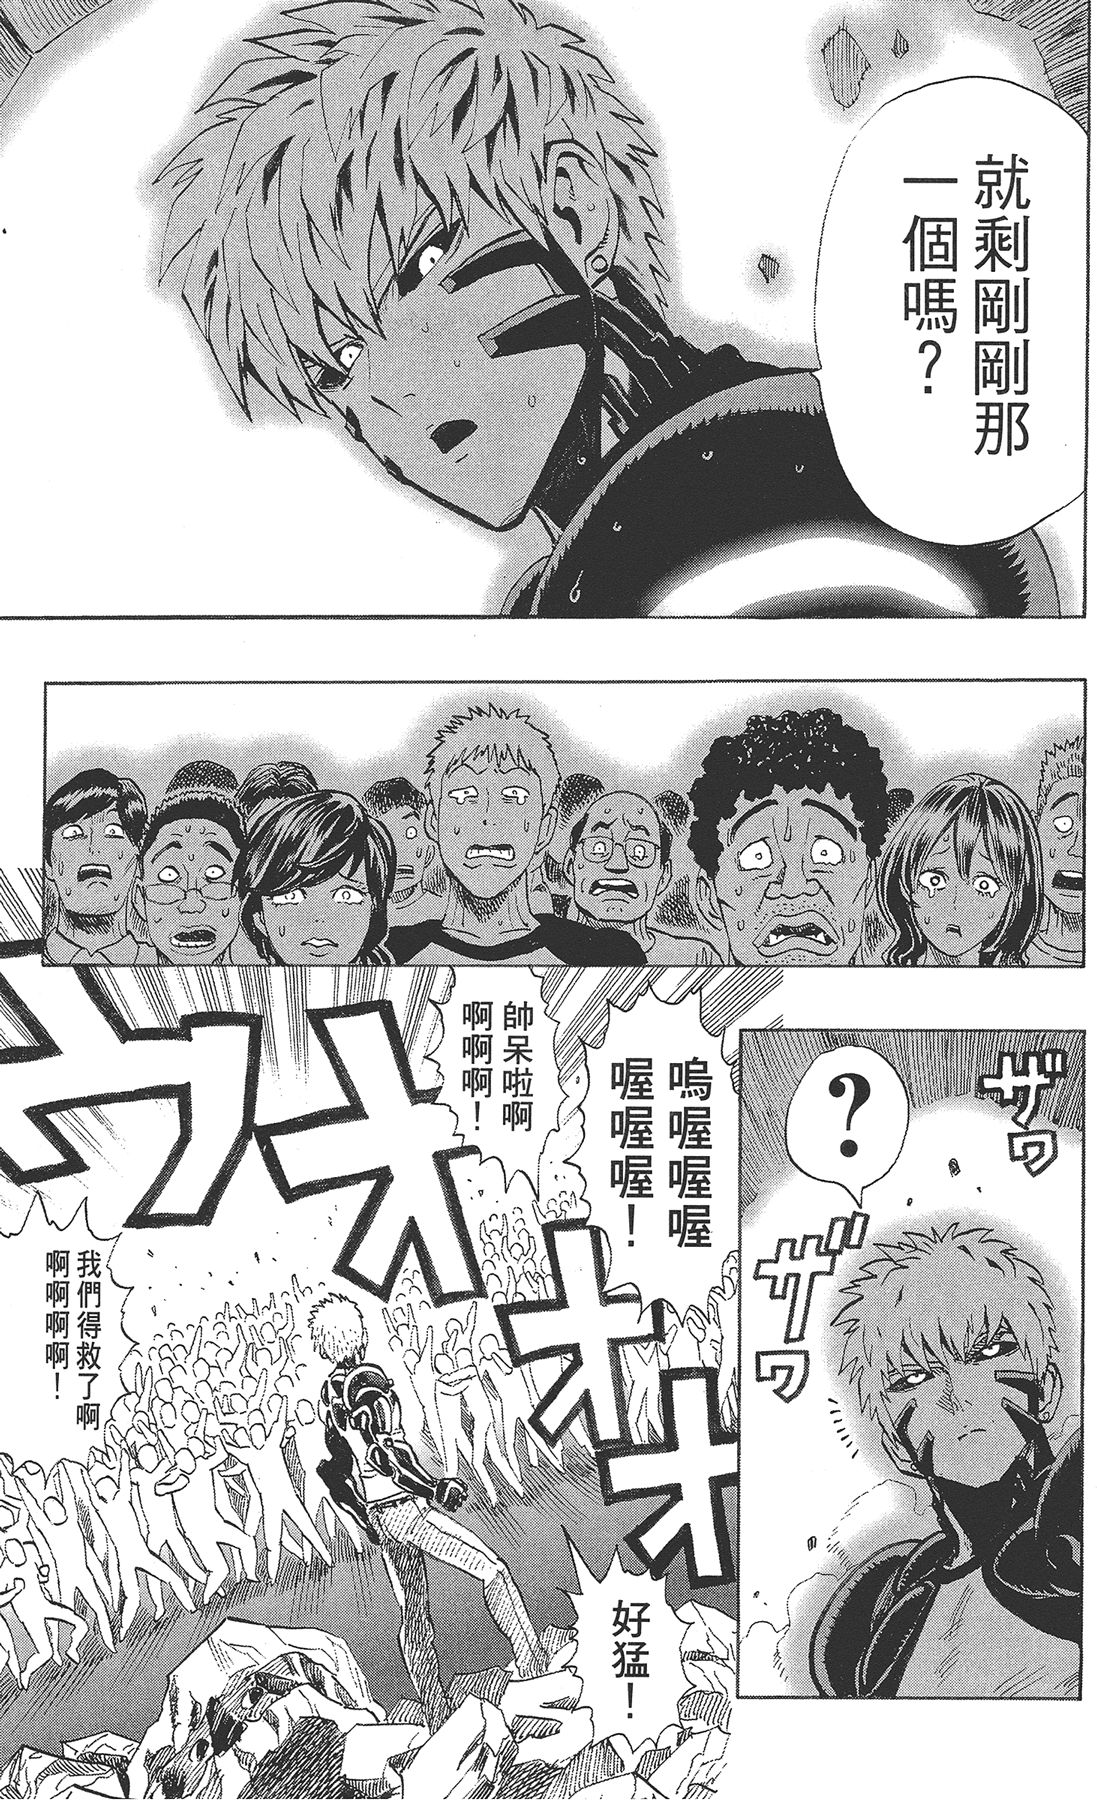 就剩剛剛那
一個嗎？
ザワ
？
ザワ
嗚喔喔喔
喔喔喔！
帥呆啦啊
啊啊啊！
ウオオオ
我們得救了啊
啊啊啊啊！
好猛！